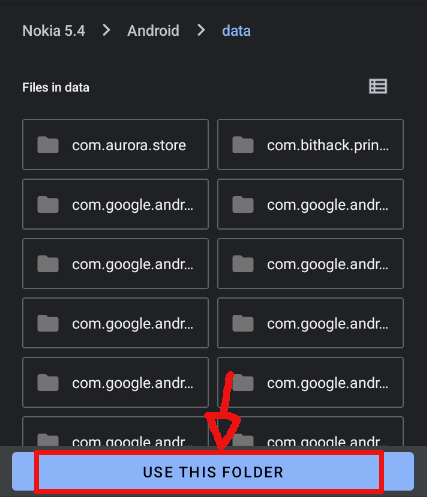 Nokia 5.4 > Android > data
Files in data
com.aurora.store com.bithack.prin...
com.google.andr... com.google.andr...
com.google.andr... com.google.andr...
com.google.andr... com.google.andr...
com.google.andr... com.google.andr...
com.google.andr... com.google.andr...
USE THIS FOLDER